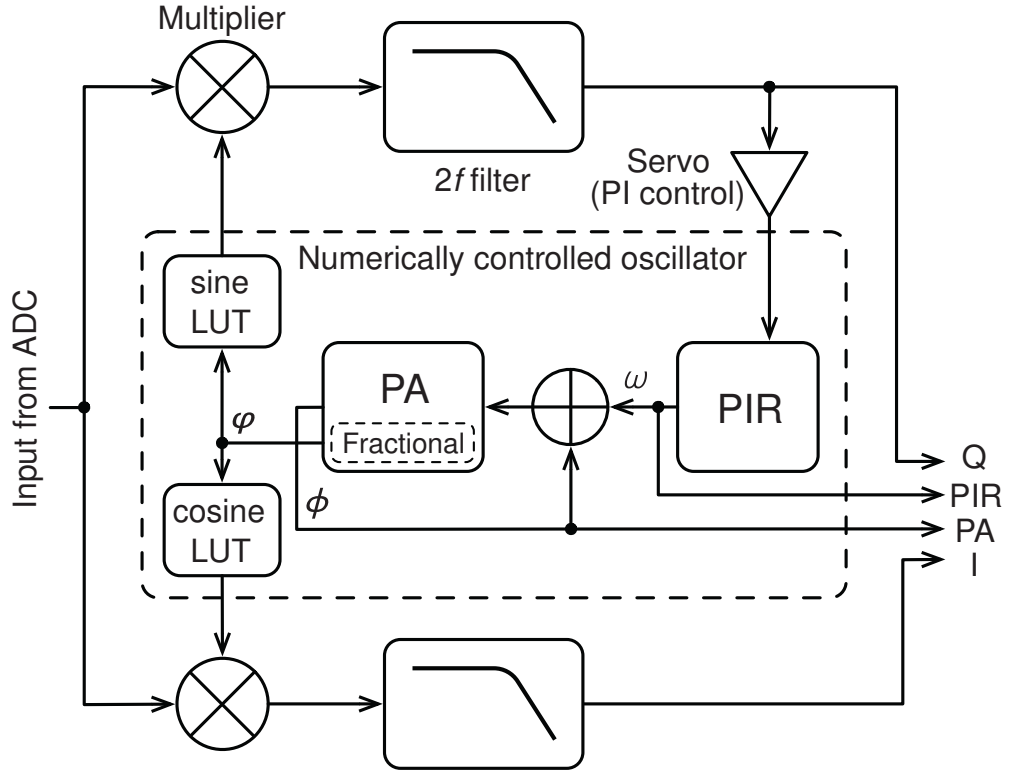 Multiplier
2f filter
Servo
(PI control)
Numerically controlled oscillator
sine
LUT
Input from ADC
PA
Fractional
ω
PIR
φ
ϕ
cosine
LUT
Q
PIR
PA
I